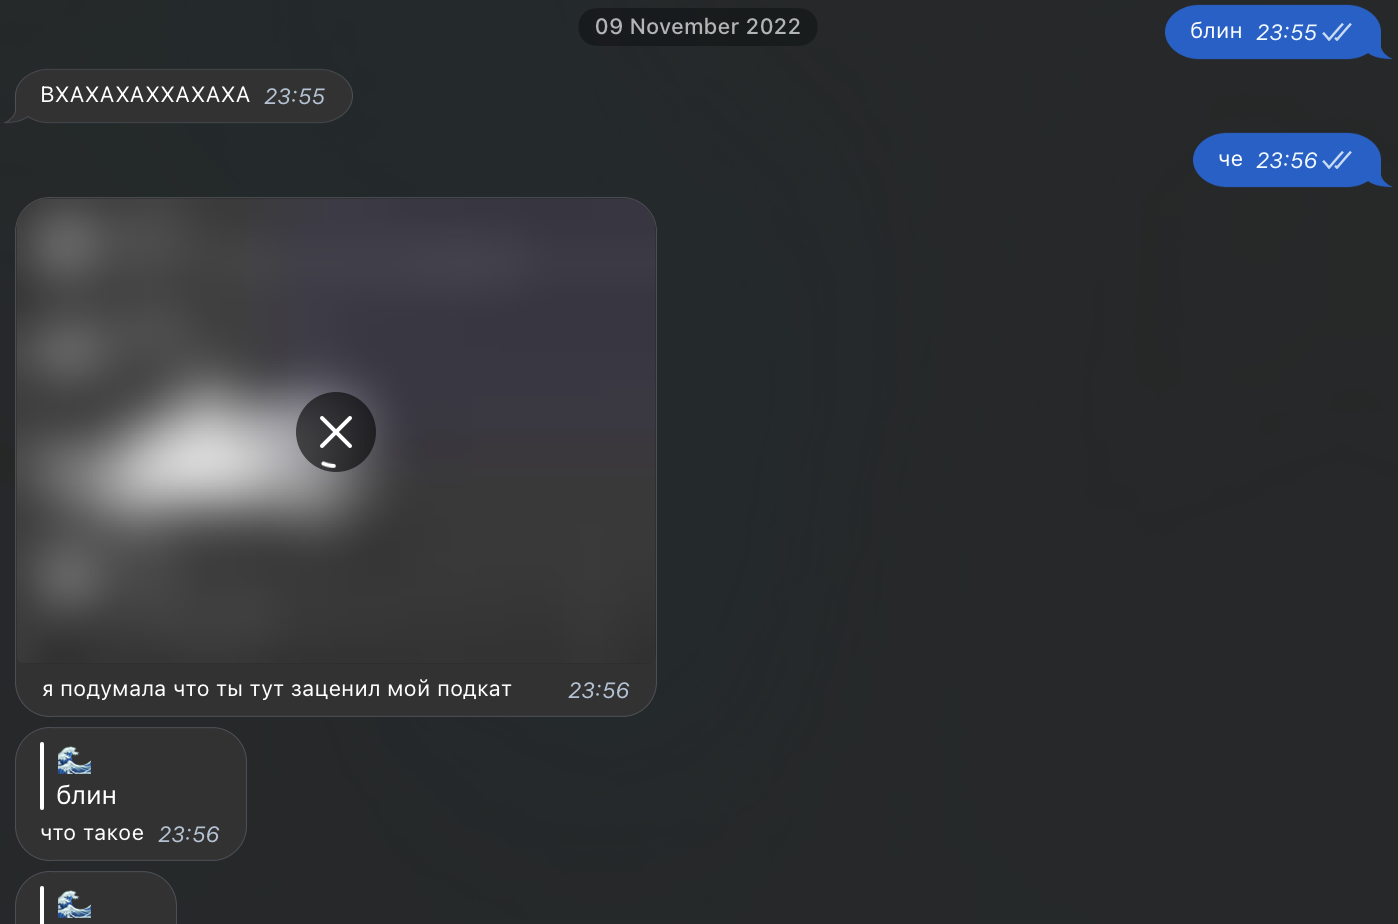 09 November 2022
блин 23:55
ВХАХАХАХХАХАХА 23:55
че 23:56
я подумала что ты тут заценил мой подкат 23:56
🌊
блин
что такое 23:56
🌊